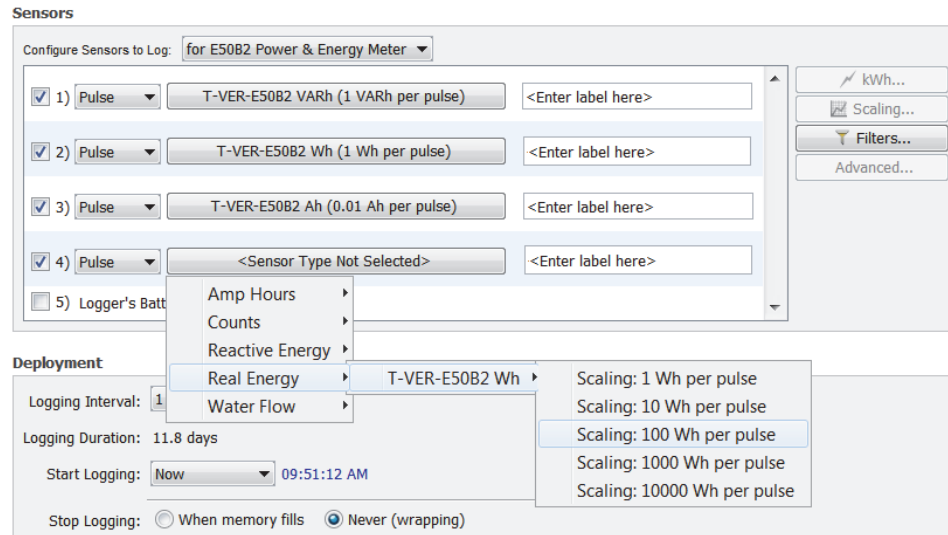 Sensors
Configure Sensors to Log: for E50B2 Power & Energy Meter
1) Pulse T-VER-E50B2 VARh (1 VARh per pulse) <Enter label here>
kWh...
Scaling...
2) Pulse T-VER-E50B2 Wh (1 Wh per pulse) <Enter label here>
Filters...
Advanced...
3) Pulse T-VER-E50B2 Ah (0.01 Ah per pulse) <Enter label here>
4) Pulse <Sensor Type Not Selected> <Enter label here>
5) Logger's Batt
Amp Hours
Counts
Reactive Energy
Real Energy
Water Flow
T-VER-E50B2 Wh
Scaling: 1 Wh per pulse
Scaling: 10 Wh per pulse
Scaling: 100 Wh per pulse
Scaling: 1000 Wh per pulse
Scaling: 10000 Wh per pulse
Deployment
Logging Interval: 1
Logging Duration: 11.8 days
Start Logging: Now 09:51:12 AM
Stop Logging: When memory fills Never (wrapping)